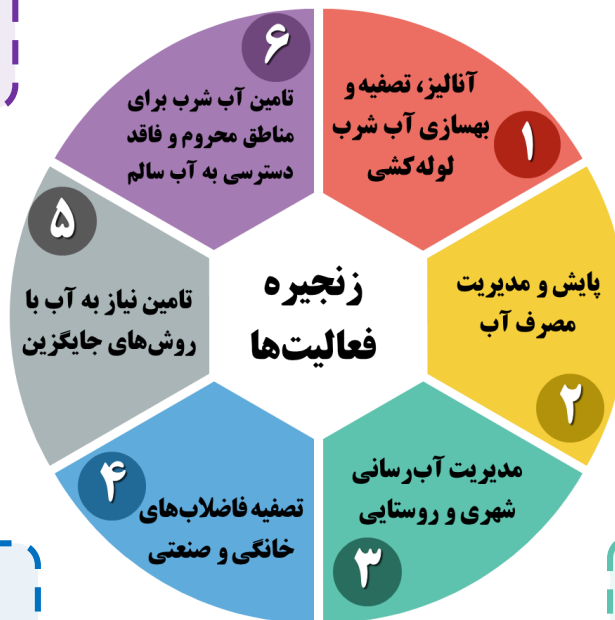 زنجیره
فعالیت‌ها
۱
آنالیز، تصفیه و
بهسازی آب شرب
لوله‌کشی
۲
پایش و مدیریت
مصرف آب
۳
مدیریت آب‌رسانی
شهری و روستایی
۴
تصفیه فاضلاب‌های
خانگی و صنعتی
۵
تامین نیاز به آب با
روش‌های جایگزین
۶
تامین آب شرب برای
مناطق محروم و فاقد
دسترسی به آب سالم